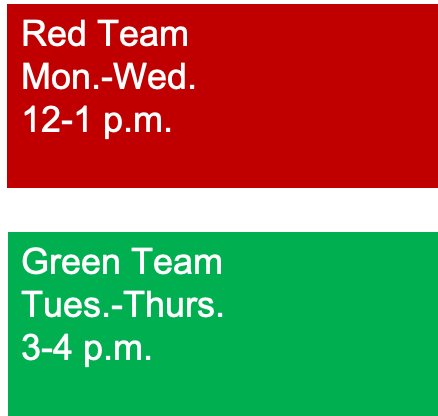 Red Team
Mon.-Wed.
12-1 p.m.
Green Team
Tues.-Thurs.
3-4 p.m.